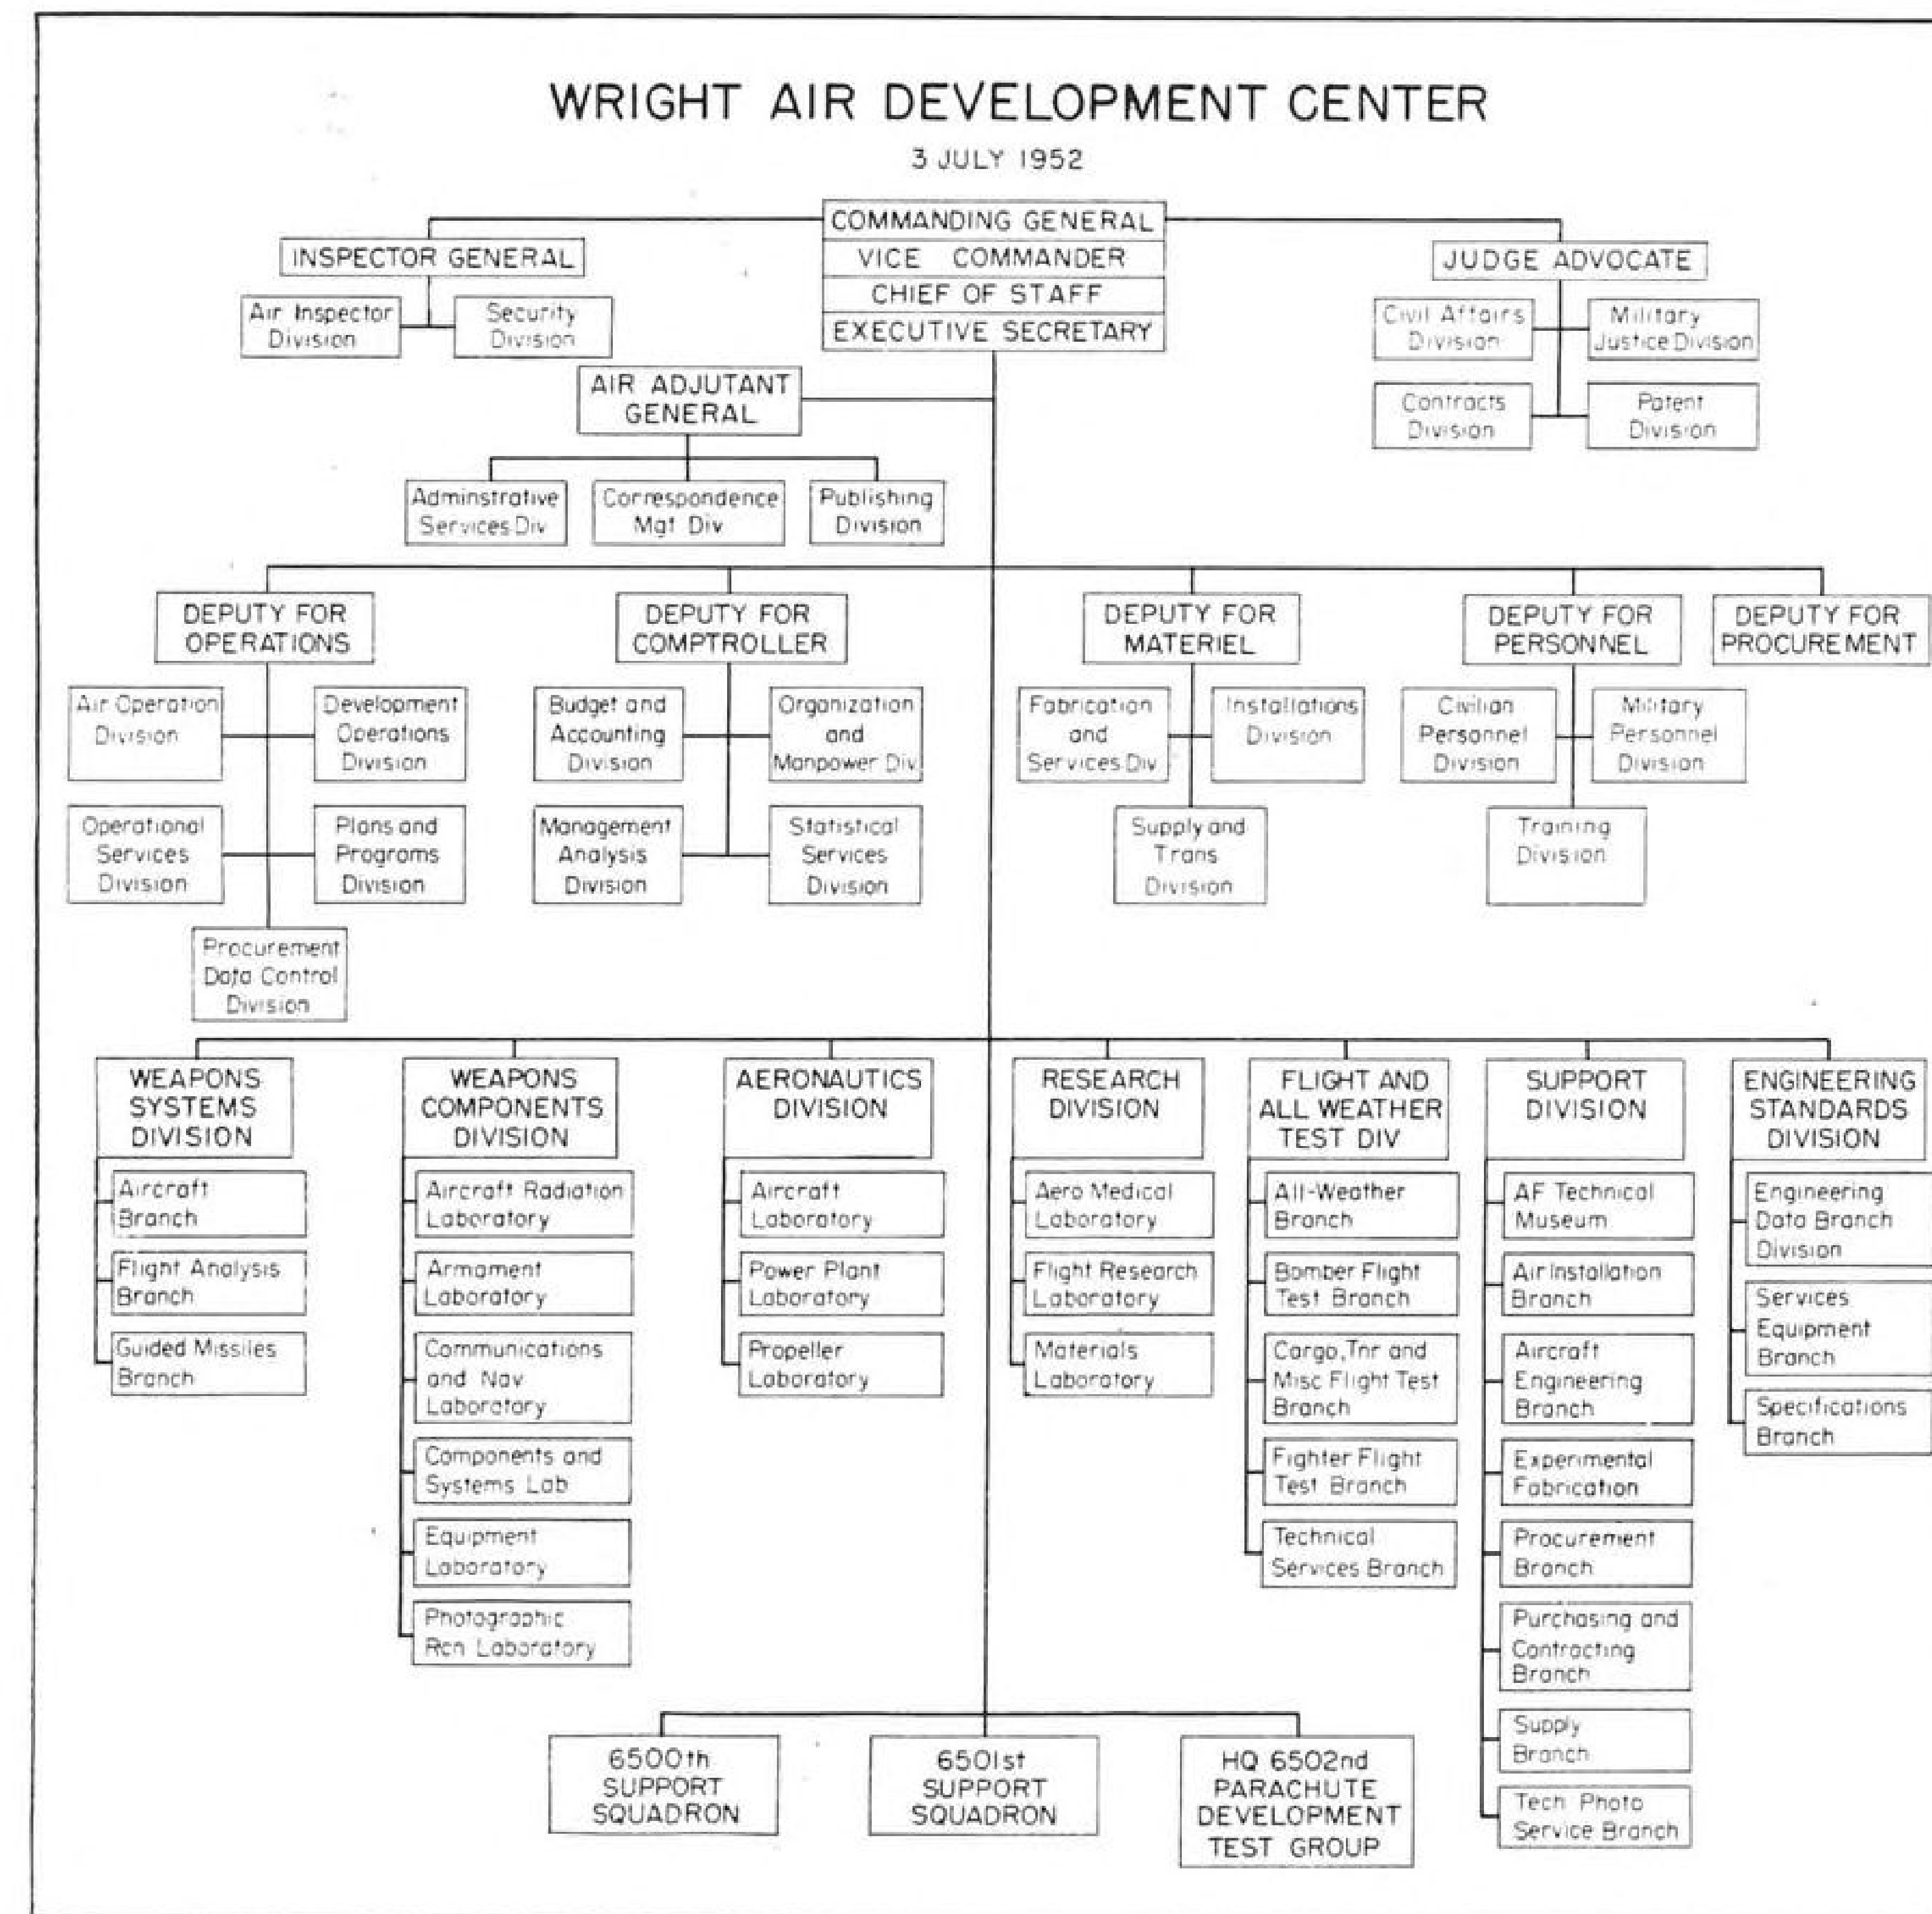 WRIGHT AIR DEVELOPMENT CENTER
3 JULY 1952
COMMANDING GENERAL
VICE COMMANDER
CHIEF OF STAFF
EXECUTIVE SECRETARY
INSPECTOR GENERAL
Air Inspector
Division
Security
Division
JUDGE ADVOCATE
Civil Affairs
Division
Military
Justice Division
Contracts
Division
Patent
Division
AIR ADJUTANT
GENERAL
Adminstrative
Services Div
Correspondence
Mgt Div
Publishing
Division
DEPUTY FOR
OPERATIONS
Air Operation
Division
Development
Operations
Division
Operational
Services
Division
Plans and
Programs
Division
Procurement
Data Control
Division
DEPUTY FOR
COMPTROLLER
Budget and
Accounting
Division
Organization
and
Manpower Div
Management
Analysis
Division
Statistical
Services
Division
DEPUTY FOR
MATERIEL
Fabrication
and
Services Div
Installations
Division
Supply and
Trans
Division
DEPUTY FOR
PERSONNEL
Civilian
Personnel
Division
Military
Personnel
Division
Training
Division
DEPUTY FOR
PROCUREMENT
WEAPONS
SYSTEMS
DIVISION
Aircraft
Branch
Flight Analysis
Branch
Guided Missiles
Branch
WEAPONS
COMPONENTS
DIVISION
Aircraft Radiation
Laboratory
Armament
Laboratory
Communications
and Nav
Laboratory
Components and
Systems Lab
Equipment
Laboratory
Photographic
Rcn Laboratory
AERONAUTICS
DIVISION
Aircraft
Laboratory
Power Plant
Laboratory
Propeller
Laboratory
RESEARCH
DIVISION
Aero Medical
Laboratory
Flight Research
Laboratory
Materials
Laboratory
FLIGHT AND
ALL WEATHER
TEST DIV
All-Weather
Branch
Bomber Flight
Test Branch
Cargo, Tnr and
Misc Flight Test
Branch
Fighter Flight
Test Branch
Technical
Services Branch
SUPPORT
DIVISION
AF Technical
Museum
Air Installation
Branch
Aircraft
Engineering
Branch
Experimental
Fabrication
Procurement
Branch
Purchasing and
Contracting
Branch
Supply
Branch
Tech Photo
Service Branch
ENGINEERING
STANDARDS
DIVISION
Engineering
Data Branch
Division
Services
Equipment
Branch
Specifications
Branch
6500th
SUPPORT
SQUADRON
6501st
SUPPORT
SQUADRON
HQ 6502nd
PARACHUTE
DEVELOPMENT
TEST GROUP